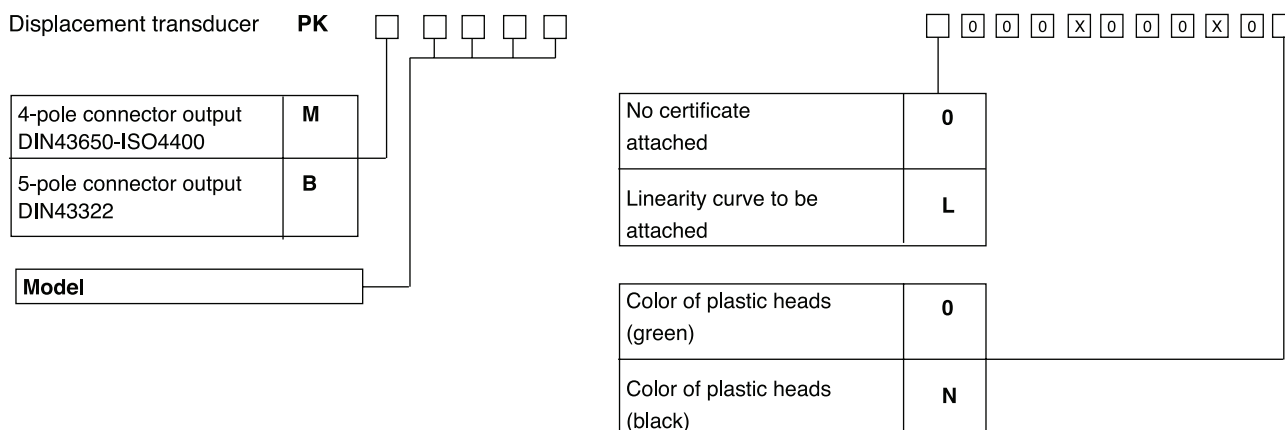 Displacement transducer PK
0 0 0 X 0 0 0 X 0
4-pole connector output M
DIN43650-ISO4400
5-pole connector output B
DIN43322
Model
No certificate 0
attached
Linearity curve to be L
attached
Color of plastic heads 0
(green)
Color of plastic heads N
(black)